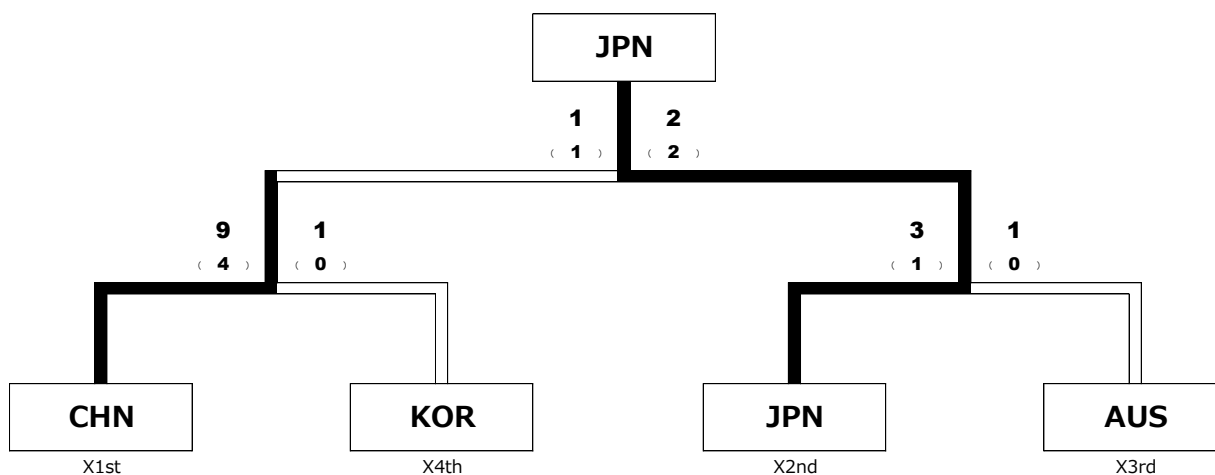 JPN
1 2
( 1 ) ( 2 )
9 1 3 1
( 4 ) ( 0 ) ( 1 ) ( 0 )
CHN KOR JPN AUS
X1st X4th X2nd X3rd